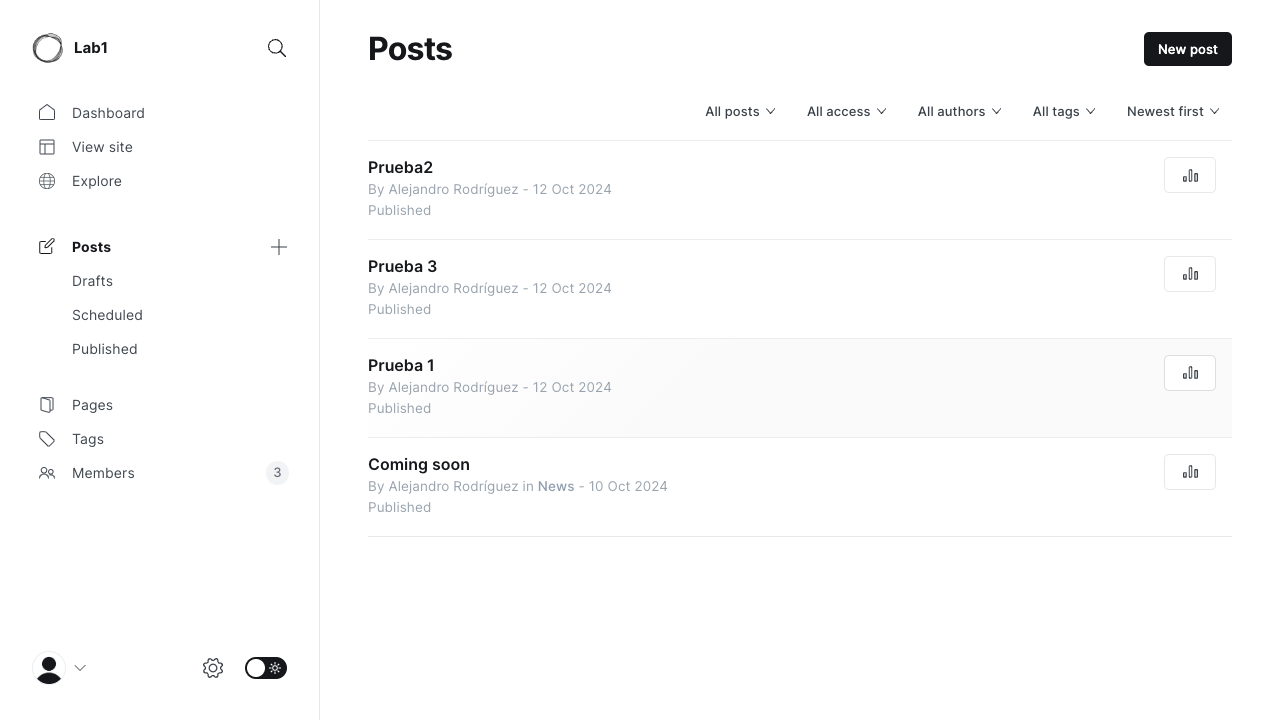 Lab1
Dashboard
View site
Explore
Posts
Drafts
Scheduled
Published
Pages
Tags
Members
3
Posts
New post
All posts
All access
All authors
All tags
Newest first
Prueba2
By Alejandro Rodríguez - 12 Oct 2024
Published
Prueba 3
By Alejandro Rodríguez - 12 Oct 2024
Published
Prueba 1
By Alejandro Rodríguez - 12 Oct 2024
Published
Coming soon
By Alejandro Rodríguez in News - 10 Oct 2024
Published